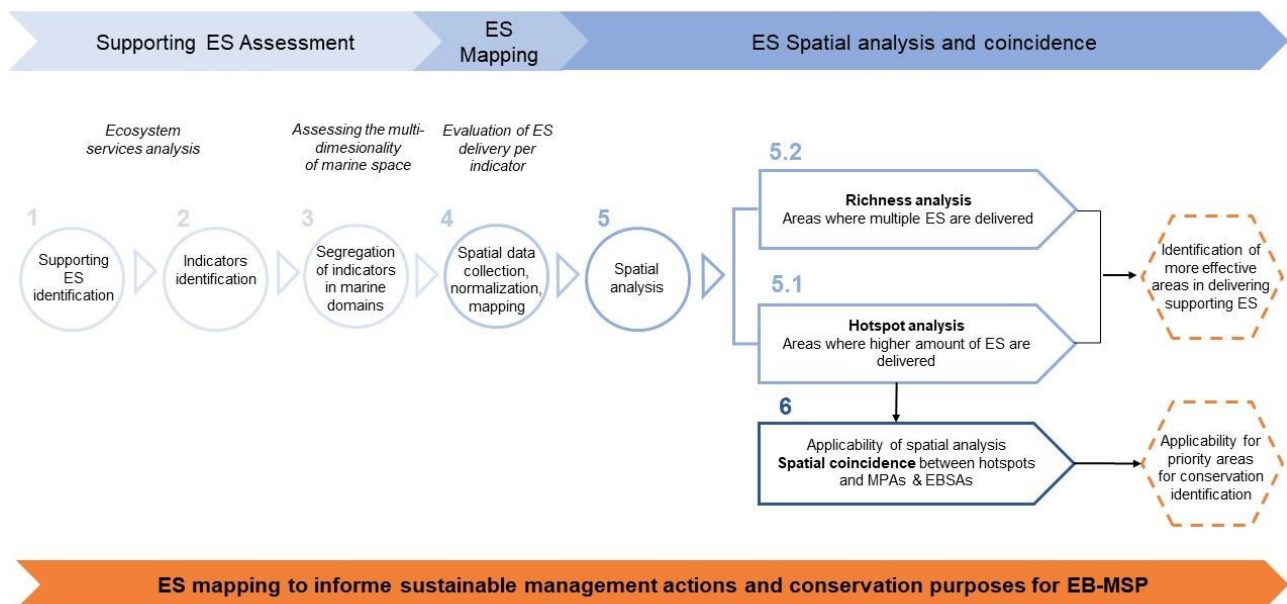 Supporting ES Assessment
ES
Mapping
ES Spatial analysis and coincidence
Ecosystem
services analysis
Assessing the multi-
dimesionality
of marine space
Evaluation of ES
delivery per
indicator
1
Supporting
ES
identification
2
Indicators
identification
3
Segregation
of indicators
in marine
domains
4
Spatial data
collection,
normalization,
mapping
5
Spatial
analysis
5.2
Richness analysis
Areas where multiple ES are delivered
5.1
Hotspot analysis
Areas where higher amount of ES are
delivered
Identification of
more effective
areas in delivering
supporting ES
6
Applicability of spatial analysis
Spatial coincidence between hotspots
and MPAs & EBSAs
Applicability for
priority areas
for conservation
identification
ES mapping to informe sustainable management actions and conservation purposes for EB-MSP